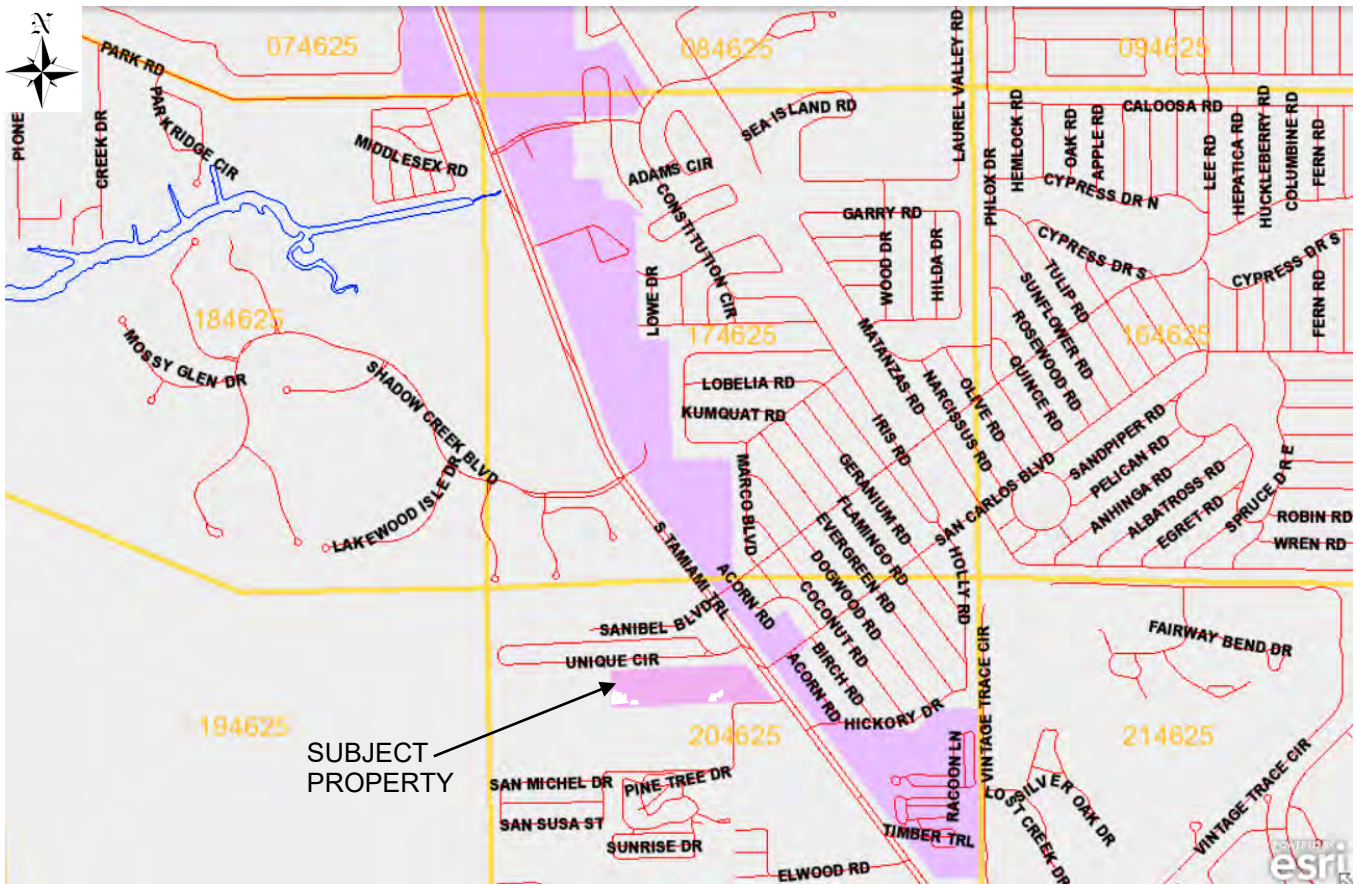 N
074625
084625
094625
PARK RD
PARKRIDGE CIR
CREEK DR
PIONE
MIDDLESEX RD
SEA ISLAND RD
LAUREL VALLEY RD
CALOOSA RD
PHLOX DR
HEMLOCK RD
OAK RD
APPLE RD
LEE RD
HEPATICA RD
HUCKLEBERRY RD
COLUMBINE RD
FERN RD
ADAMS CIR
CONSTITUTION CIR
CYPRESS DR N
GARRY RD
WOOD DR
HILDA DR
CYPRESS DR S
CYPRESS DR S
FERN RD
LOWE DR
TULIP RD
SUNFLOWER RD
ROSEWOOD RD
QUINCE RD
184625
174625
164625
MOSSY GLEN DR
SHADOW CREEK BLVD
LAKEWOOD ISLE DR
MATANZAS RD
NARCISSUS RD
OLIVE RD
LOBELIA RD
KUMQUAT RD
IRIS RD
MARCO BLVD
GERANIUM RD
FLAMINGO RD
EVERGREEN RD
DOGWOOD RD
COCONUT RD
BIRCH RD
ACORN RD
ACORN RD
SAN CARLOS BLVD
SANDPIPER RD
PELICAN RD
ANHINGA RD
ALBATROSS RD
EGRET RD
SPRUCE DR E
ROBIN RD
WREN RD
S TAMIAMI TRL
HOLLY RD
SANIBEL BLVD
UNIQUE CIR
HICKORY DR
VINTAGE TRACE CIR
FAIRWAY BEND DR
194625
204625
214625
SUBJECT
PROPERTY
SAN MICHEL DR
PINE TREE DR
SAN SUSA ST
SUNRISE DR
ELWOOD RD
RACOON LN
TIMBER TRL
SILVER OAK DR
LOST CREEK DR
VINTAGE TRACE CIR
POWERED BY
esri